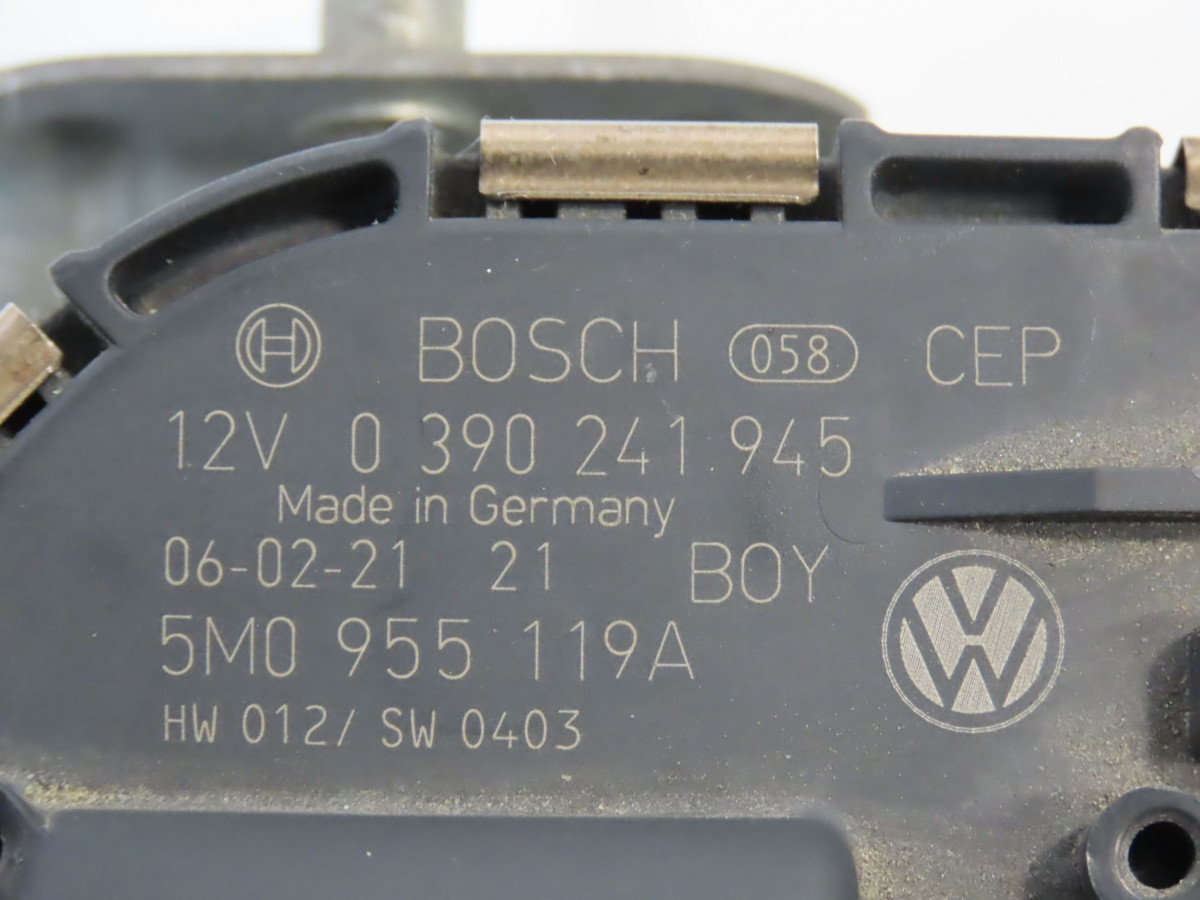 BOSCH 058 CEP
12V 0 390 241 945
Made in Germany
06-02-21 21 BOY
5M0 955 119A
HW 012/ SW 0403